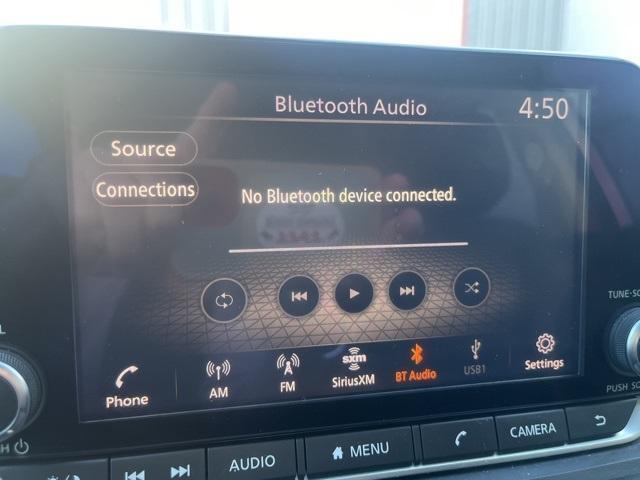 Bluetooth Audio
4:50
Source
Connections
No Bluetooth device connected.
Phone
AM
FM
sxm
SiriusXM
BT Audio
USB1
Settings
TUNE-SC
PUSH SO
AUDIO
MENU
CAMERA